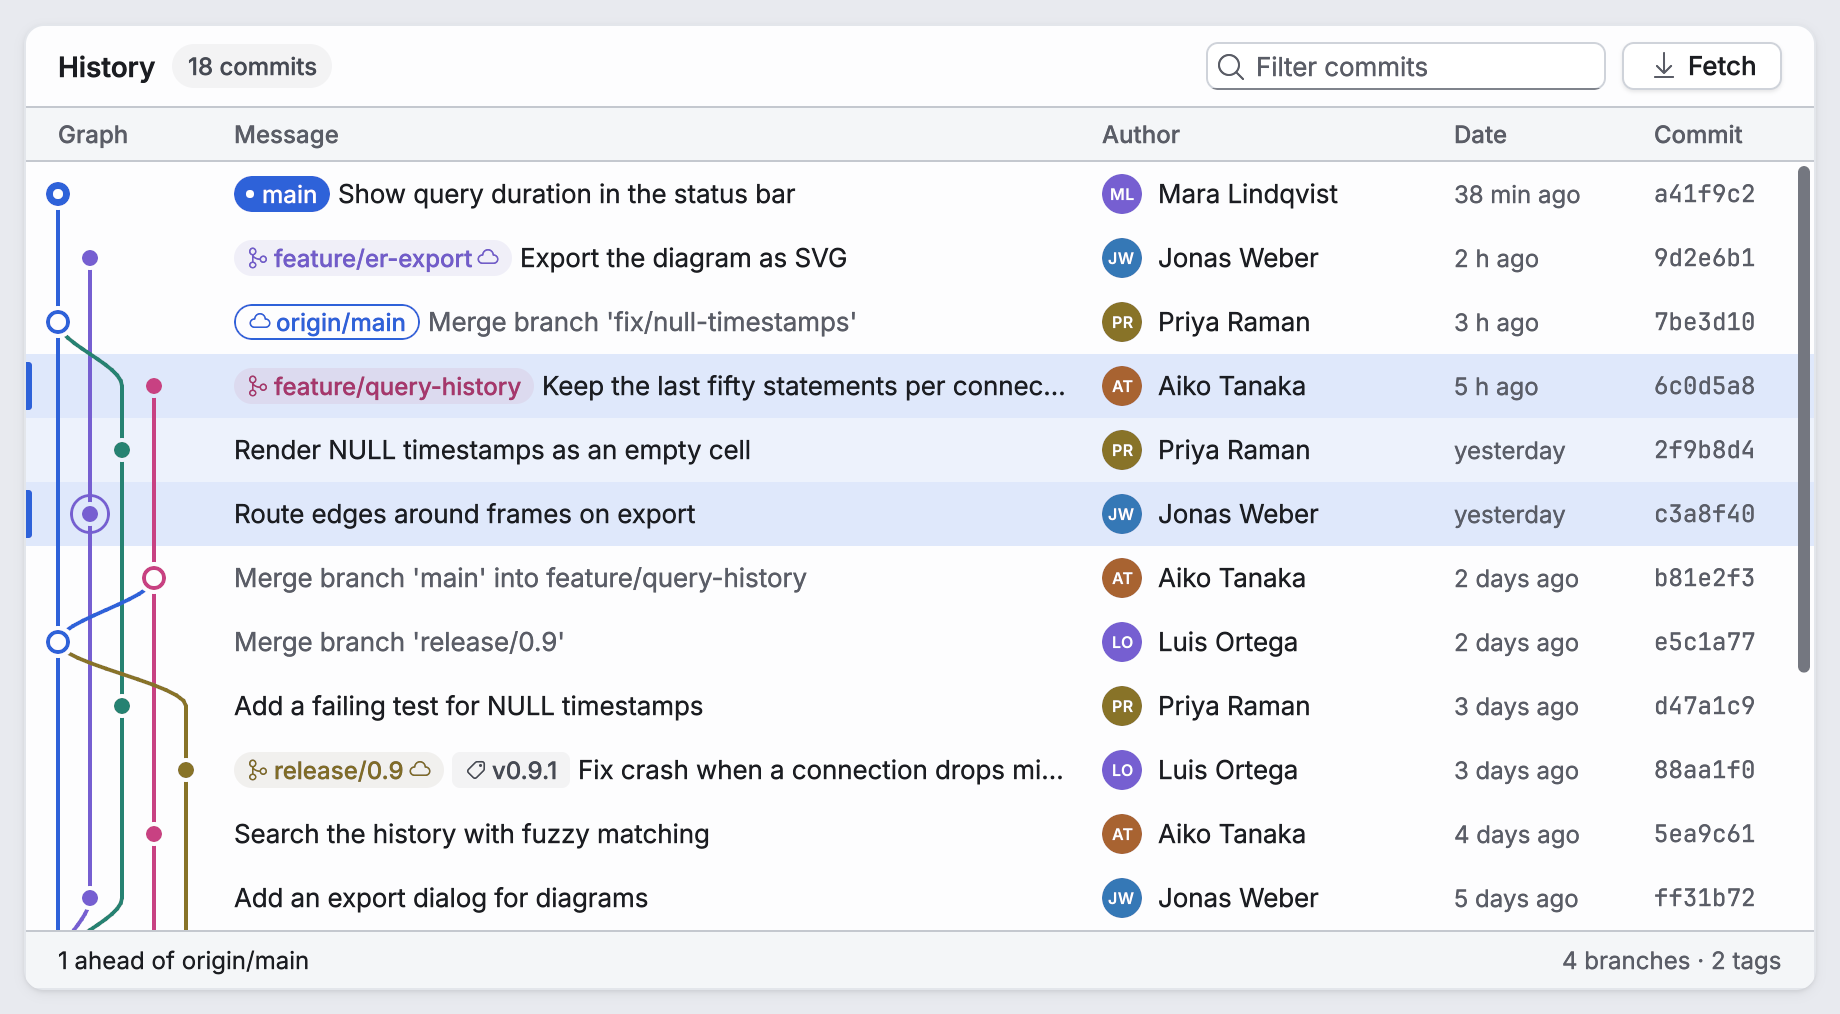 History 18 commits Filter commits Fetch
Graph Message Author Date Commit
main Show query duration in the status bar ML Mara Lindqvist 38 min ago a41f9c2
feature/er-export Export the diagram as SVG JW Jonas Weber 2 h ago 9d2e6b1
origin/main Merge branch 'fix/null-timestamps' PR Priya Raman 3 h ago 7be3d10
feature/query-history Keep the last fifty statements per connec... AT Aiko Tanaka 5 h ago 6c0d5a8
Render NULL timestamps as an empty cell PR Priya Raman yesterday 2f9b8d4
Route edges around frames on export JW Jonas Weber yesterday c3a8f40
Merge branch 'main' into feature/query-history AT Aiko Tanaka 2 days ago b81e2f3
Merge branch 'release/0.9' LO Luis Ortega 2 days ago e5c1a77
Add a failing test for NULL timestamps PR Priya Raman 3 days ago d47a1c9
release/0.9 v0.9.1 Fix crash when a connection drops mi... LO Luis Ortega 3 days ago 88aa1f0
Search the history with fuzzy matching AT Aiko Tanaka 4 days ago 5ea9c61
Add an export dialog for diagrams JW Jonas Weber 5 days ago ff31b72
1 ahead of origin/main 4 branches · 2 tags